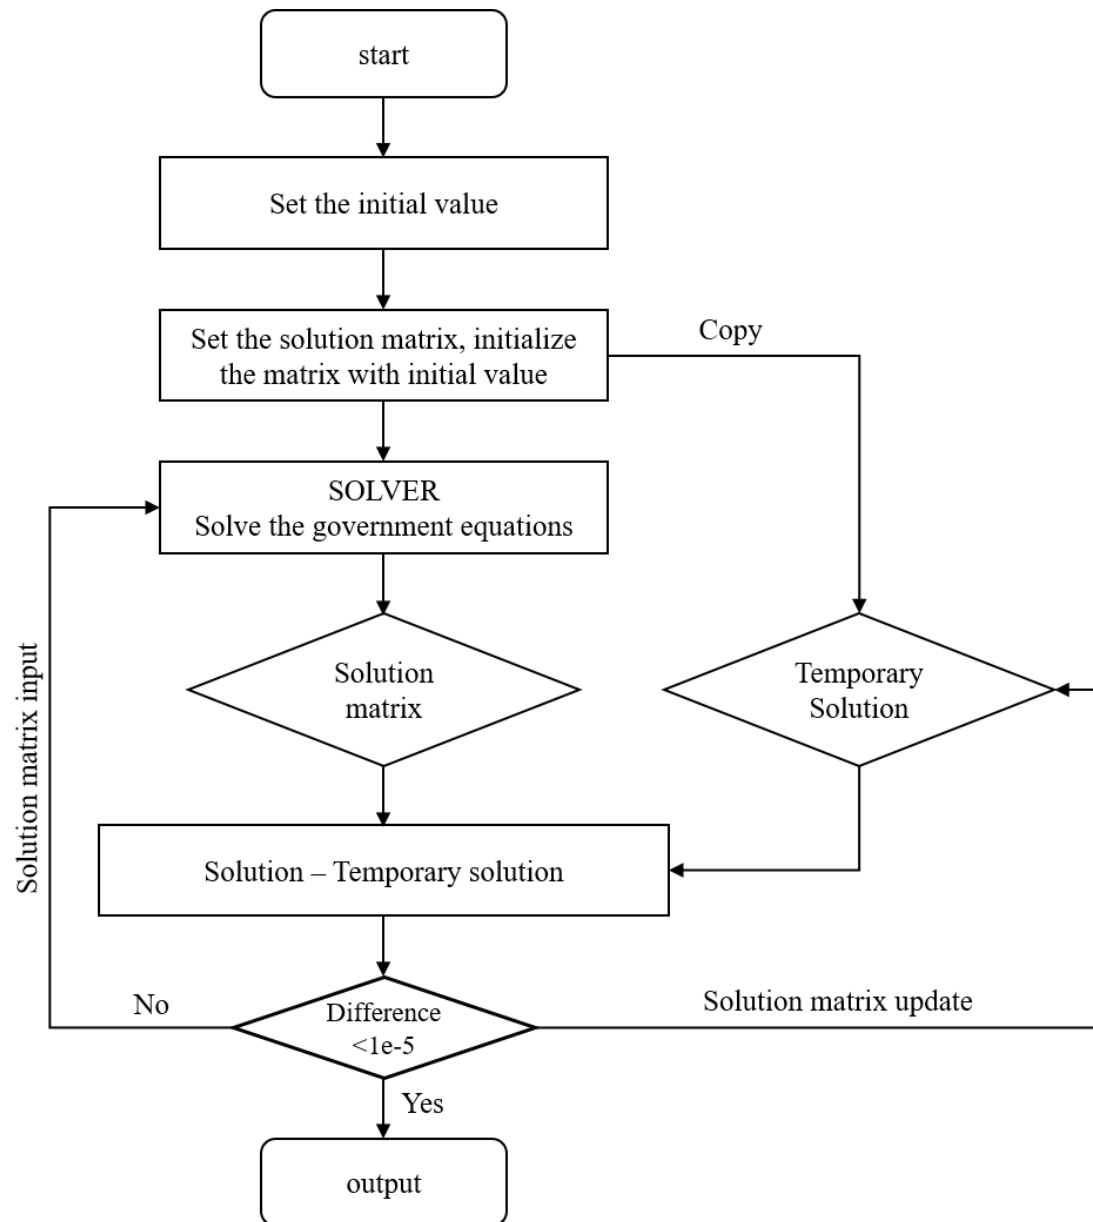 start
Set the initial value
Set the solution matrix, initialize
the matrix with initial value
Copy
SOLVER
Solve the government equations
Solution matrix input
Solution
matrix
Temporary
Solution
Solution – Temporary solution
No
Difference
<1e-5
Solution matrix update
Yes
output